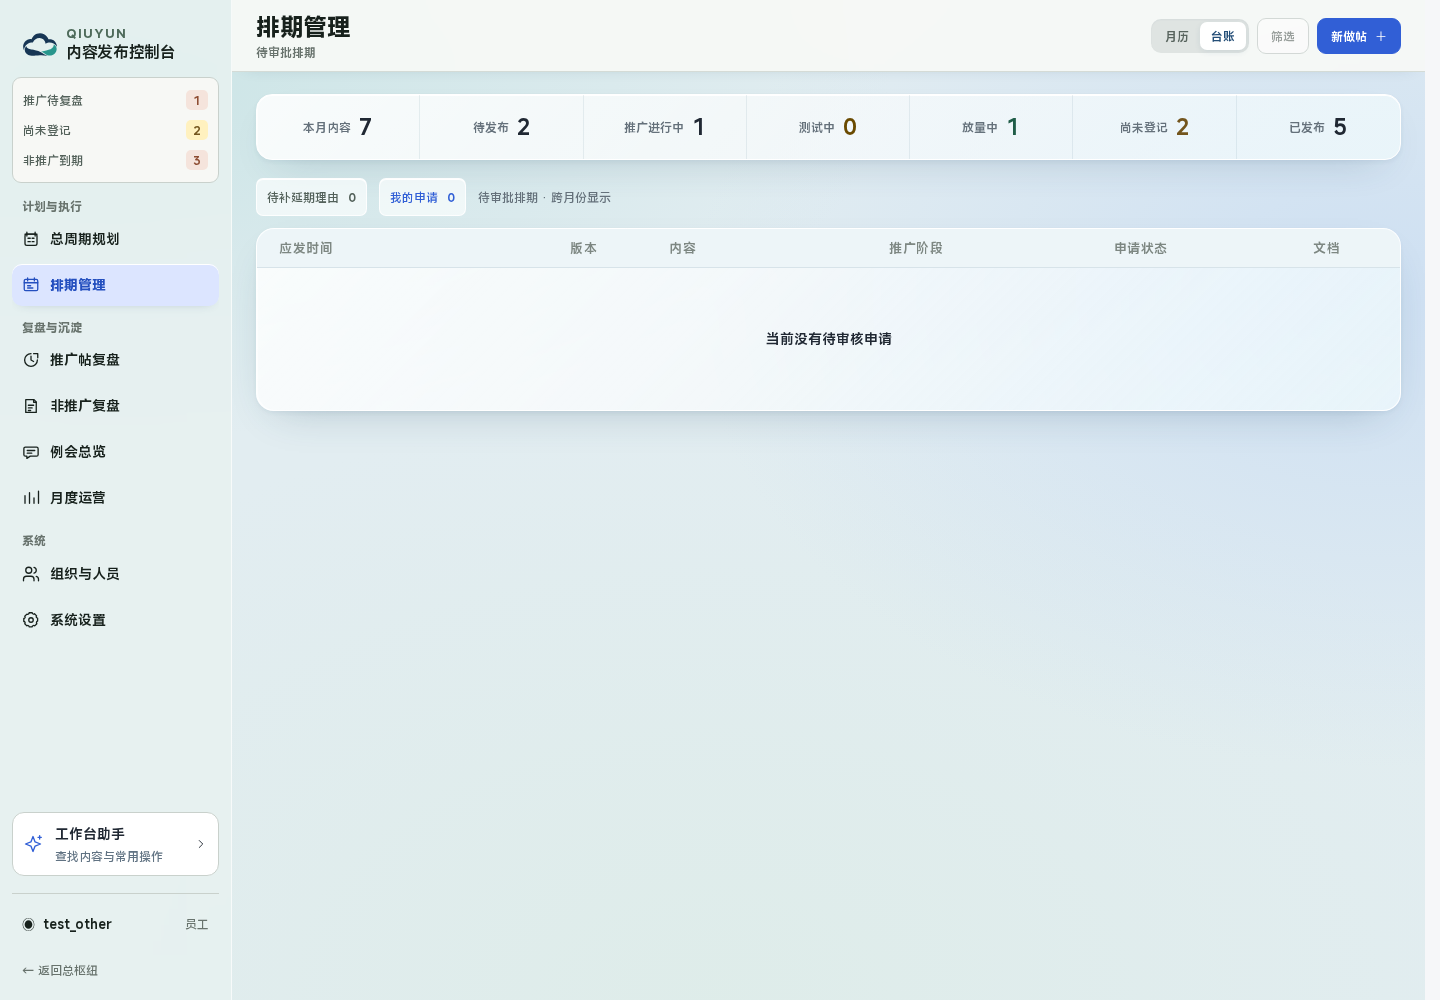 QIUYUN
内容发布控制台
推广待复盘 1
尚未登记 2
非推广到期 3
计划与执行
总周期规划
排期管理
复盘与沉淀
推广帖复盘
非推广复盘
例会总览
月度运营
系统
组织与人员
系统设置
工作台助手
查找内容与常用操作
test_other 员工
← 返回总枢纽
排期管理
待审批排期
月历 台账 筛选 新做帖 +
本月内容 7 待发布 2 推广进行中 1 测试中 0 放量中 1 尚未登记 2 已发布 5
待补延期理由 0 我的申请 0 待审批排期 · 跨月份显示
应发时间 版本 内容 推广阶段 申请状态 文档
当前没有待审核申请